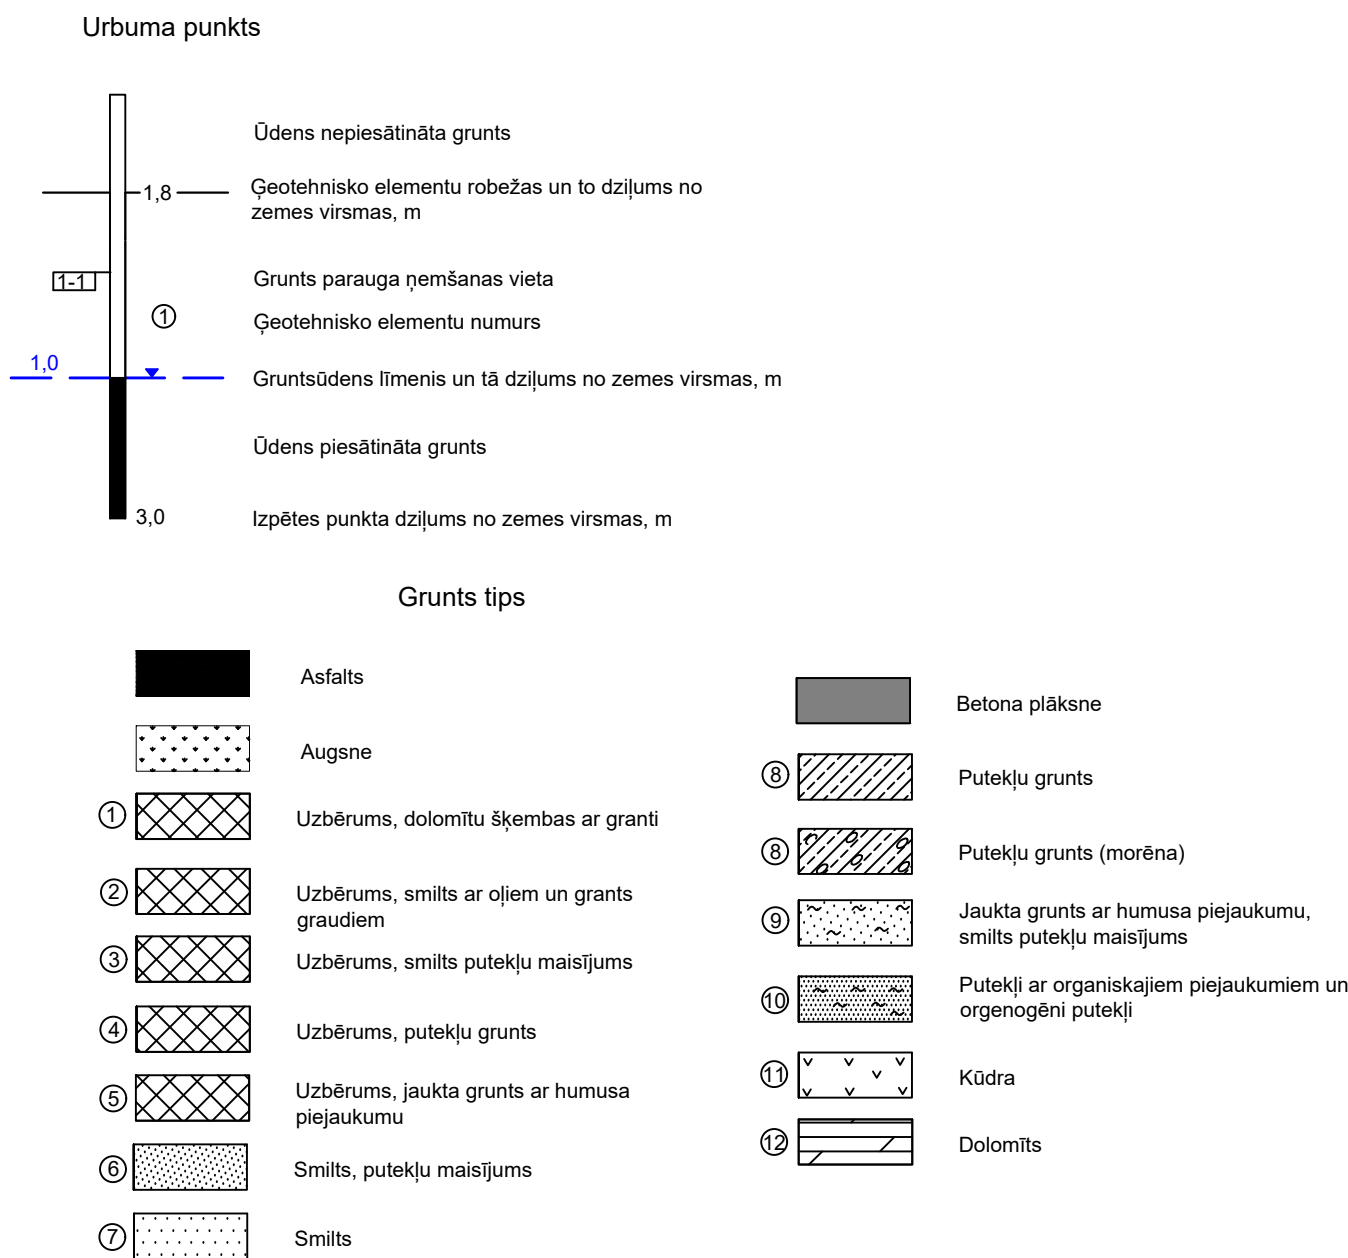 Urbuma punkts
Ūdens nepiesātināta grunts
1,8
Ģeotehnisko elementu robežas un to dziļums no
zemes virsmas, m
1-1
Grunts parauga ņemšanas vieta
1
Ģeotehnisko elementu numurs
1,0
Gruntsūdens līmenis un tā dziļums no zemes virsmas, m
Ūdens piesātināta grunts
3,0
Izpētes punkta dziļums no zemes virsmas, m
Grunts tips
Asfalts
Augsne
1
Uzbērums, dolomītu šķembas ar granti
2
Uzbērums, smilts ar oļiem un grants
graudiem
3
Uzbērums, smilts putekļu maisījums
4
Uzbērums, putekļu grunts
5
Uzbērums, jaukta grunts ar humusa
piejaukumu
6
Smilts, putekļu maisījums
7
Smilts
Betona plāksne
8
Putekļu grunts
8
Putekļu grunts (morēna)
9
Jaukta grunts ar humusa piejaukumu,
smilts putekļu maisījums
10
Putekļi ar organiskajiem piejaukumiem un
orgenogēni putekļi
11
Kūdra
12
Dolomīts